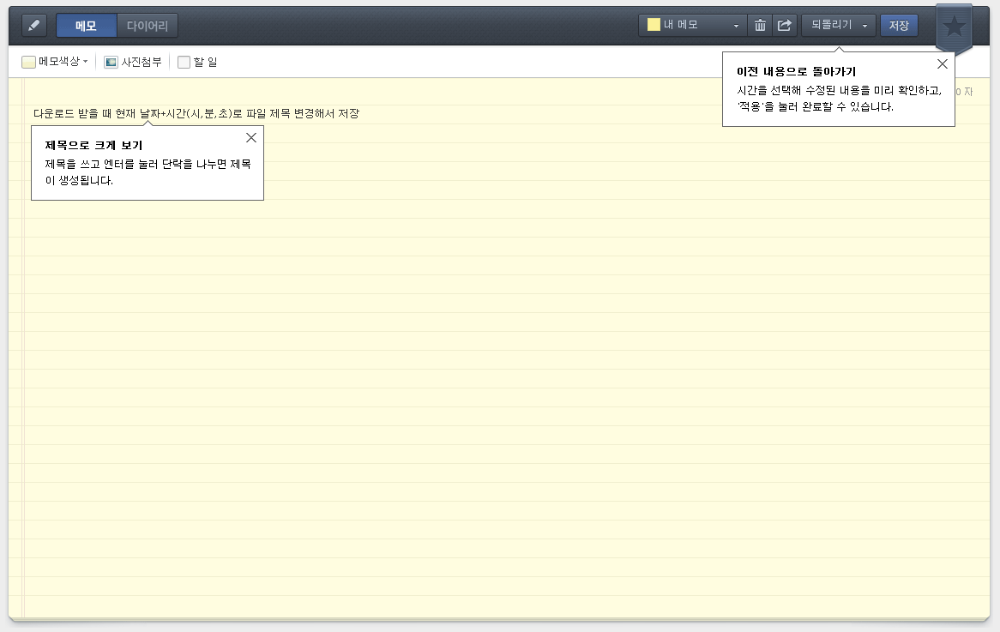 메모 다이어리 내 메모 되돌리기 저장
메모색상 사진첨부 할 일
이전 내용으로 돌아가기
시간을 선택해 수정된 내용을 미리 확인하고,
'적용'을 눌러 완료할 수 있습니다.
0 자
다운로드 받을 때 현재 날짜+시간(시,분,초)로 파일 제목 변경해서 저장
제목으로 크게 보기
제목을 쓰고 엔터를 눌러 단락을 나누면 제목
이 생성됩니다.